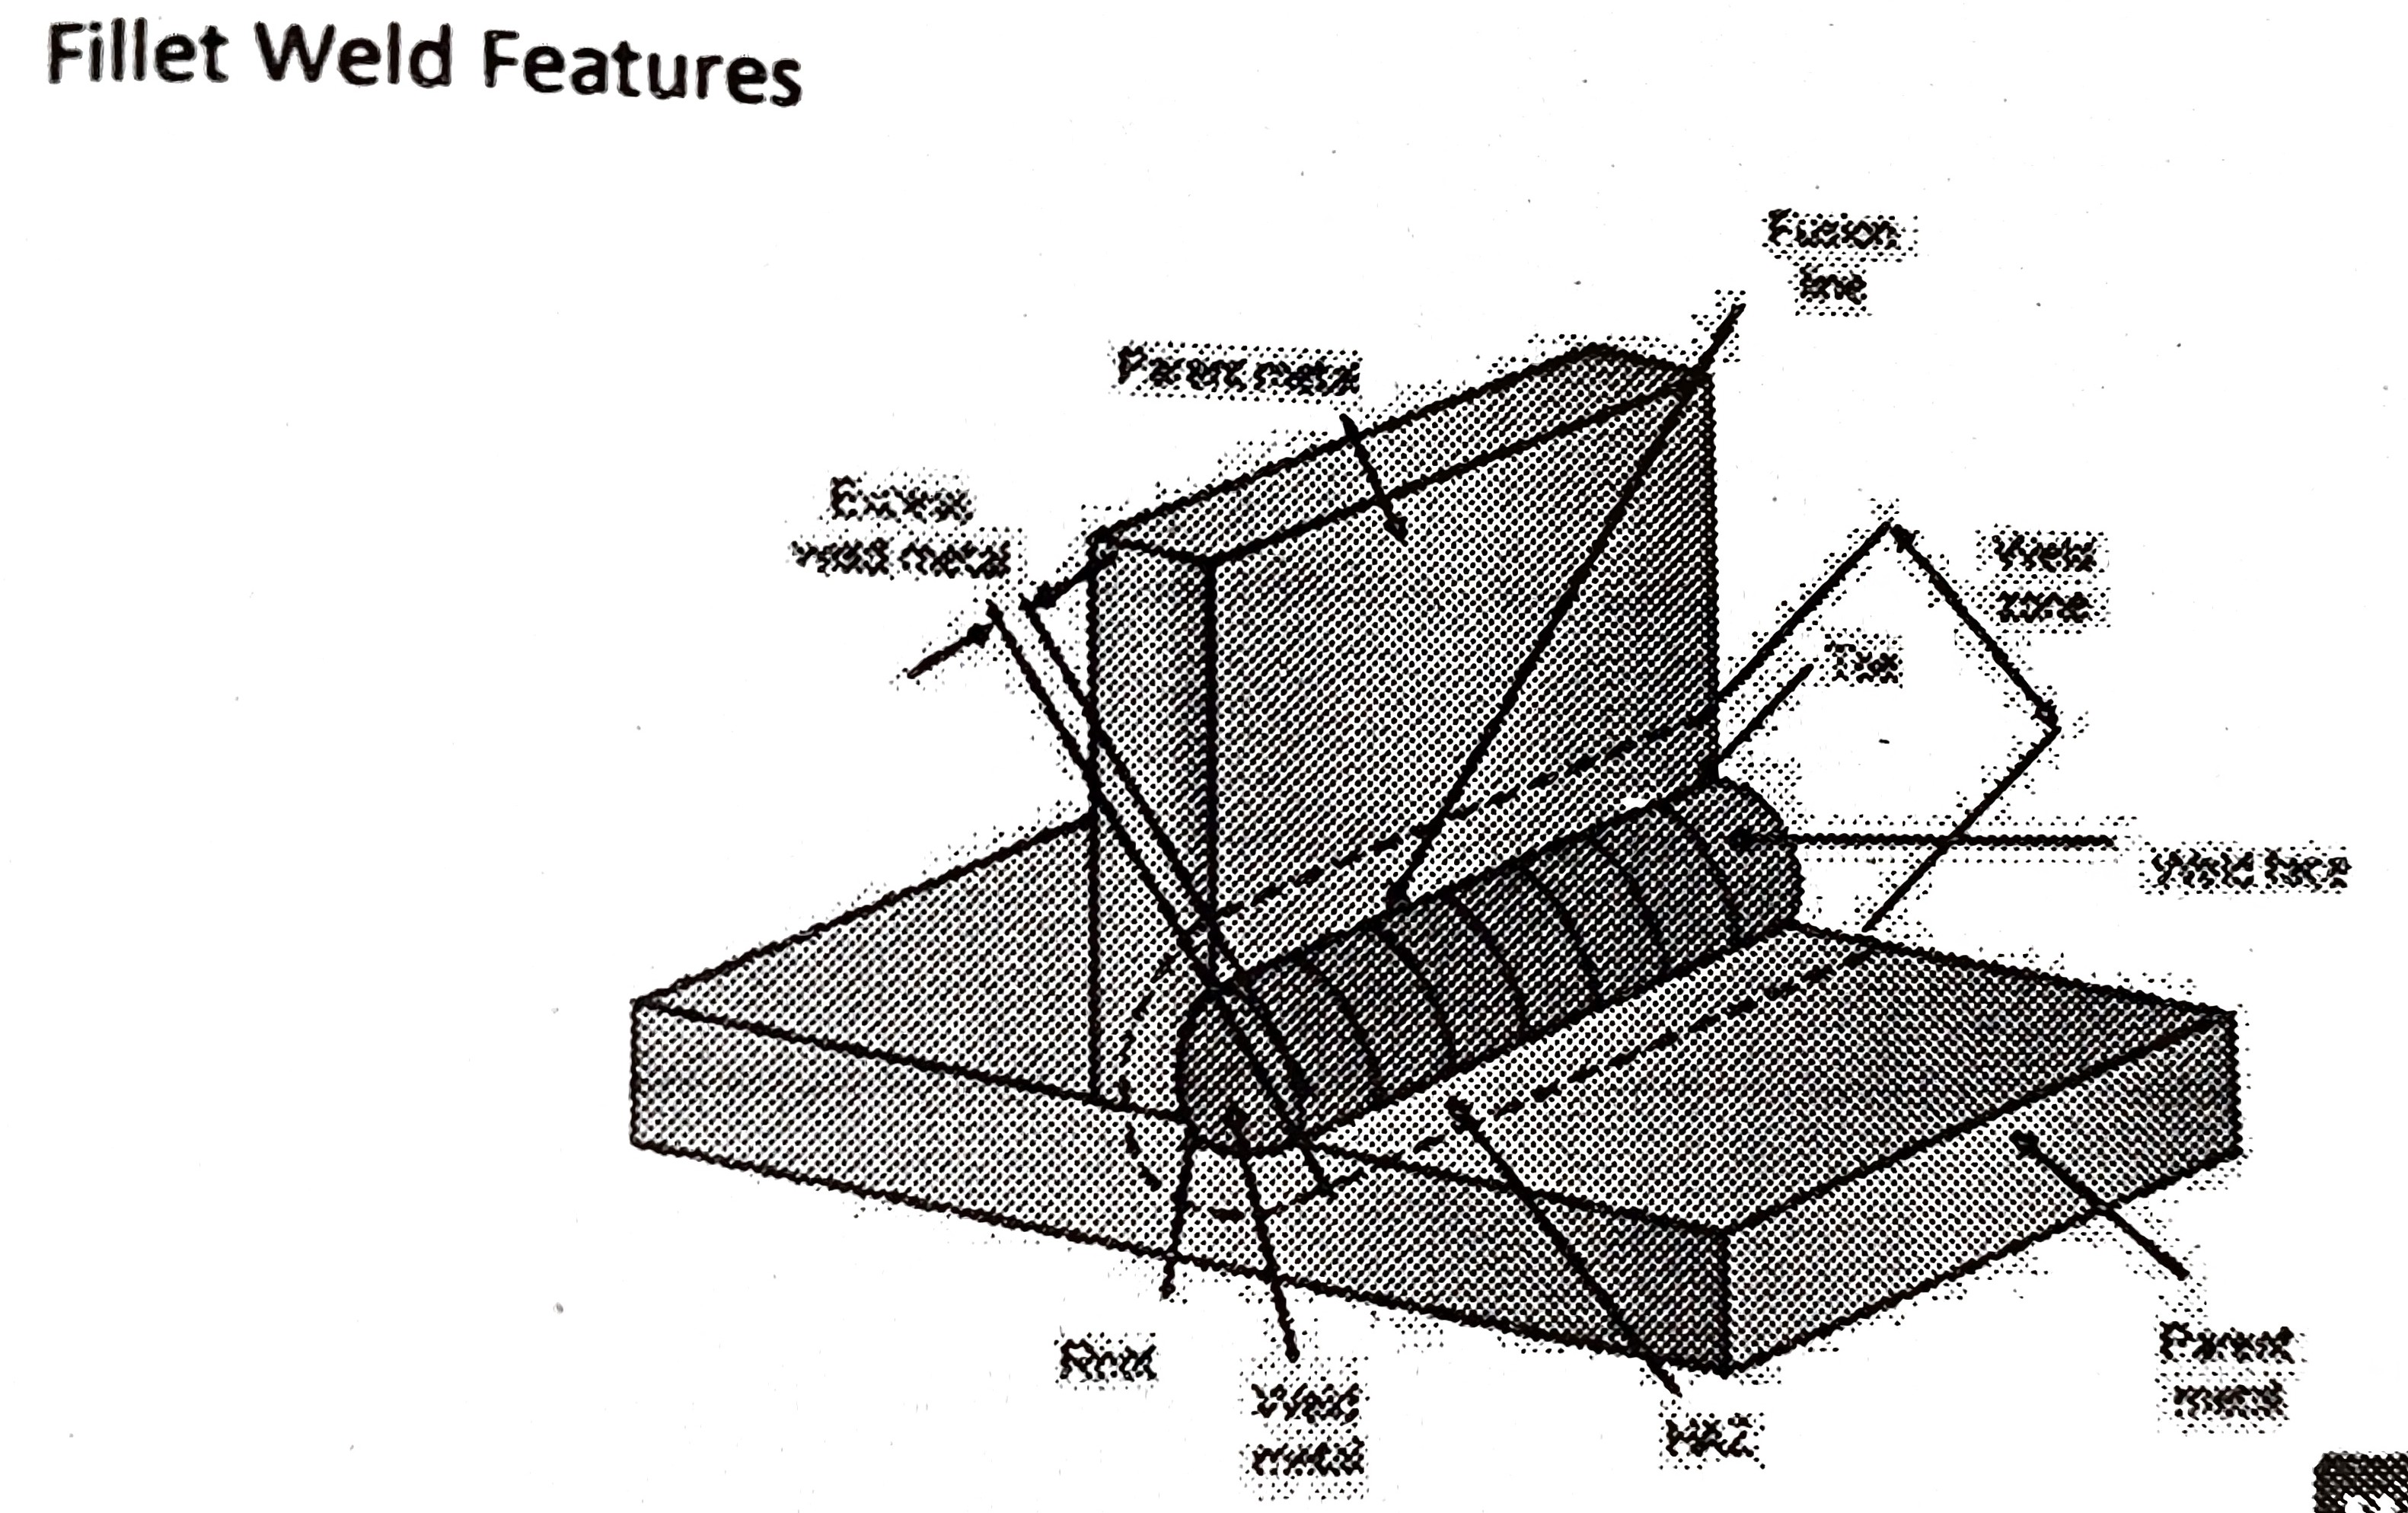 Fillet Weld Features
Fusion
line
Parent metal
Excess
weld metal
Weld
zone
Toe
Weld face
Root
Weld
metal
HAZ
Parent
metal